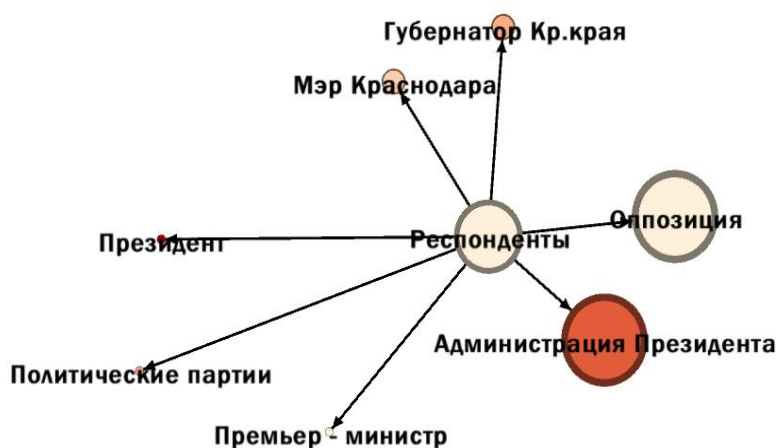 Губернатор Кр.края
Мэр Краснодара
Оппозиция
Респонденты
Президент
Администрация Президента
Политические партии
Премьер - министр